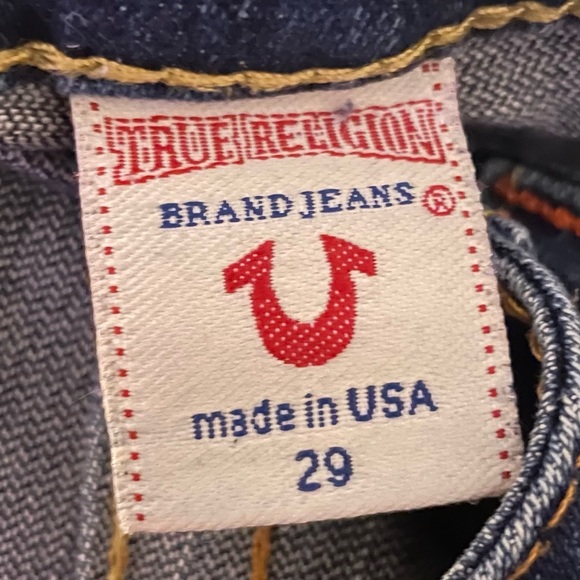 TRUE RELIGION
BRAND JEANS ®
made in USA
29